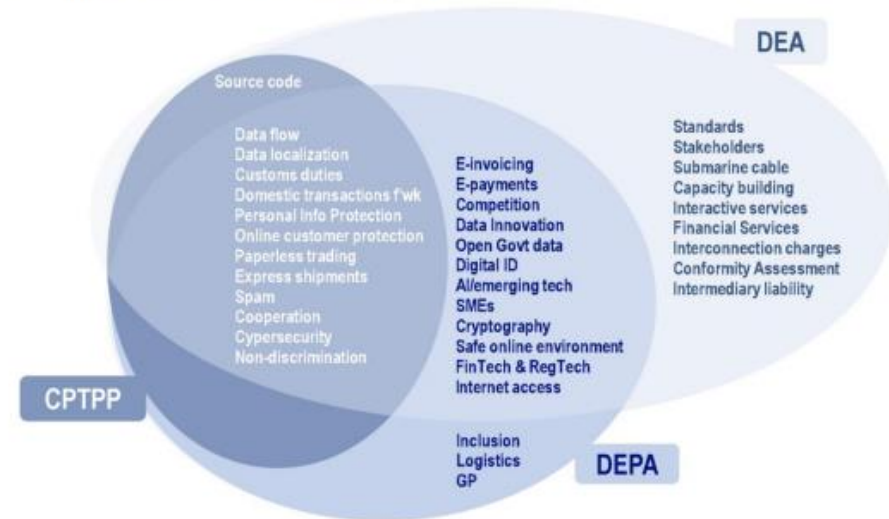 DEA
Source code
Data flow
Data localization
Customs duties
Domestic transactions f'wk
Personal Info Protection
Online customer protection
Paperless trading
Express shipments
Spam
Cooperation
Cypersecurity
Non-discrimination
E-invoicing
E-payments
Competition
Data Innovation
Open Govt data
Digital ID
AI/emerging tech
SMEs
Cryptography
Safe online environment
FinTech & RegTech
Internet access
Standards
Stakeholders
Submarine cable
Capacity building
Interactive services
Financial Services
Interconnection charges
Conformity Assessment
Intermediary liability
CPTPP
Inclusion
Logistics
GP
DEPA